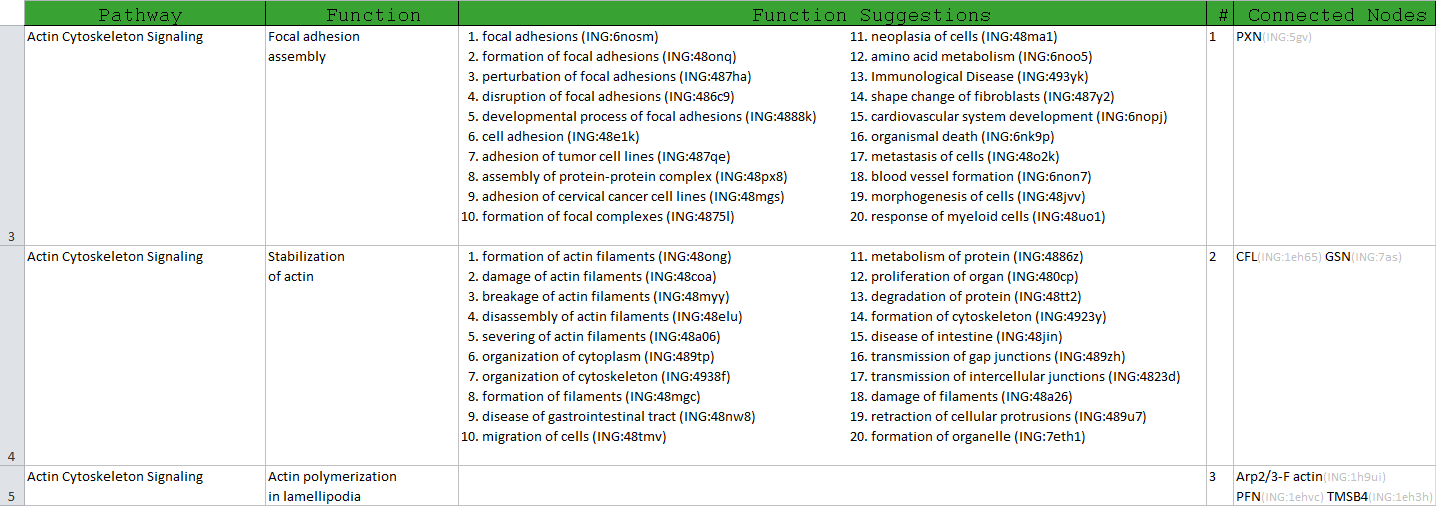 Pathway Function Function Suggestions # Connected Nodes
Actin Cytoskeleton Signaling Focal adhesion 1. focal adhesions (ING:6nosm) 11. neoplasia of cells (ING:48ma1) 1 PXN(ING:5gv)
assembly 2. formation of focal adhesions (ING:48onq) 12. amino acid metabolism (ING:6noo5)
3. perturbation of focal adhesions (ING:487ha) 13. Immunological Disease (ING:493yk)
4. disruption of focal adhesions (ING:486c9) 14. shape change of fibroblasts (ING:487y2)
5. developmental process of focal adhesions (ING:4888k) 15. cardiovascular system development (ING:6nopj)
6. cell adhesion (ING:48e1k) 16. organismal death (ING:6nk9p)
7. adhesion of tumor cell lines (ING:487qe) 17. metastasis of cells (ING:48o2k)
8. assembly of protein-protein complex (ING:48px8) 18. blood vessel formation (ING:6non7)
9. adhesion of cervical cancer cell lines (ING:48mgs) 19. morphogenesis of cells (ING:48jvv)
10. formation of focal complexes (ING:4875l) 20. response of myeloid cells (ING:48uo1)
3
Actin Cytoskeleton Signaling Stabilization 1. formation of actin filaments (ING:48ong) 11. metabolism of protein (ING:4886z) 2 CFL(ING:1eh65) GSN(ING:7as)
of actin 2. damage of actin filaments (ING:48coa) 12. proliferation of organ (ING:480cp)
3. breakage of actin filaments (ING:48myy) 13. degradation of protein (ING:48tt2)
4. disassembly of actin filaments (ING:48elu) 14. formation of cytoskeleton (ING:4923y)
5. severing of actin filaments (ING:48a06) 15. disease of intestine (ING:48jin)
6. organization of cytoplasm (ING:489tp) 16. transmission of gap junctions (ING:489zh)
7. organization of cytoskeleton (ING:4938f) 17. transmission of intercellular junctions (ING:4823d)
8. formation of filaments (ING:48mgc) 18. damage of filaments (ING:48a26)
9. disease of gastrointestinal tract (ING:48nw8) 19. retraction of cellular protrusions (ING:489u7)
10. migration of cells (ING:48tmv) 20. formation of organelle (ING:7eth1)
4
Actin Cytoskeleton Signaling Actin polymerization 3 Arp2/3-F actin(ING:1h9ui)
5 in lamellipodia PFN(ING:1ehvc) TMSB4(ING:1eh3h)